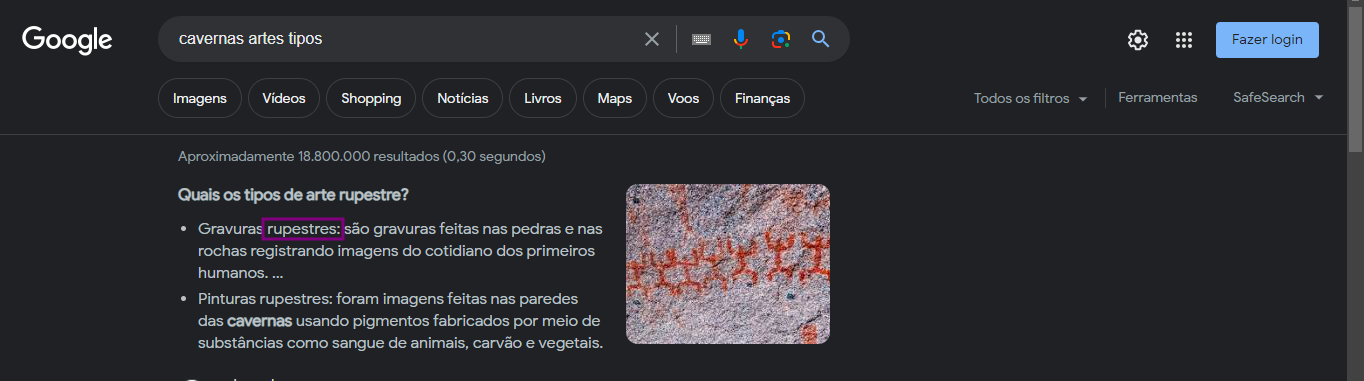 Google
cavernas artes tipos
Fazer login
Imagens
Vídeos
Shopping
Notícias
Livros
Maps
Voos
Finanças
Todos os filtros
Ferramentas
SafeSearch
Aproximadamente 18.800.000 resultados (0,30 segundos)
Quais os tipos de arte rupestre?
Gravuras rupestres: são gravuras feitas nas pedras e nas
rochas registrando imagens do cotidiano dos primeiros
humanos. ...
Pinturas rupestres: foram imagens feitas nas paredes
das cavernas usando pigmentos fabricados por meio de
substâncias como sangue de animais, carvão e vegetais.